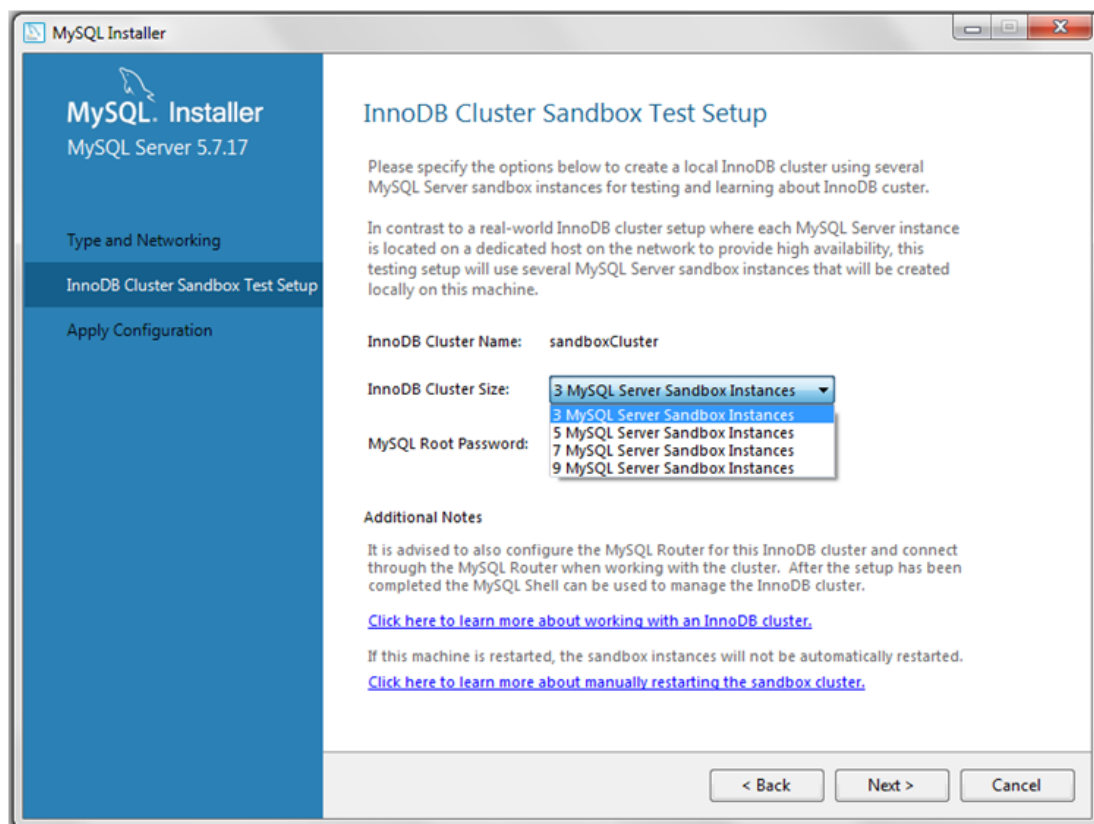 MySQL Installer
MySQL. Installer
MySQL Server 5.7.17
Type and Networking
InnoDB Cluster Sandbox Test Setup
Apply Configuration
InnoDB Cluster Sandbox Test Setup
Please specify the options below to create a local InnoDB cluster using several
MySQL Server sandbox instances for testing and learning about InnoDB custer.
In contrast to a real-world InnoDB cluster setup where each MySQL Server instance
is located on a dedicated host on the network to provide high availability, this
testing setup will use several MySQL Server sandbox instances that will be created
locally on this machine.
InnoDB Cluster Name: sandboxCluster
InnoDB Cluster Size: 3 MySQL Server Sandbox Instances
3 MySQL Server Sandbox Instances
5 MySQL Server Sandbox Instances
MySQL Root Password: 7 MySQL Server Sandbox Instances
9 MySQL Server Sandbox Instances
Additional Notes
It is advised to also configure the MySQL Router for this InnoDB cluster and connect
through the MySQL Router when working with the cluster. After the setup has been
completed the MySQL Shell can be used to manage the InnoDB cluster.
Click here to learn more about working with an InnoDB cluster.
If this machine is restarted, the sandbox instances will not be automatically restarted.
Click here to learn more about manually restarting the sandbox cluster.
< Back Next > Cancel